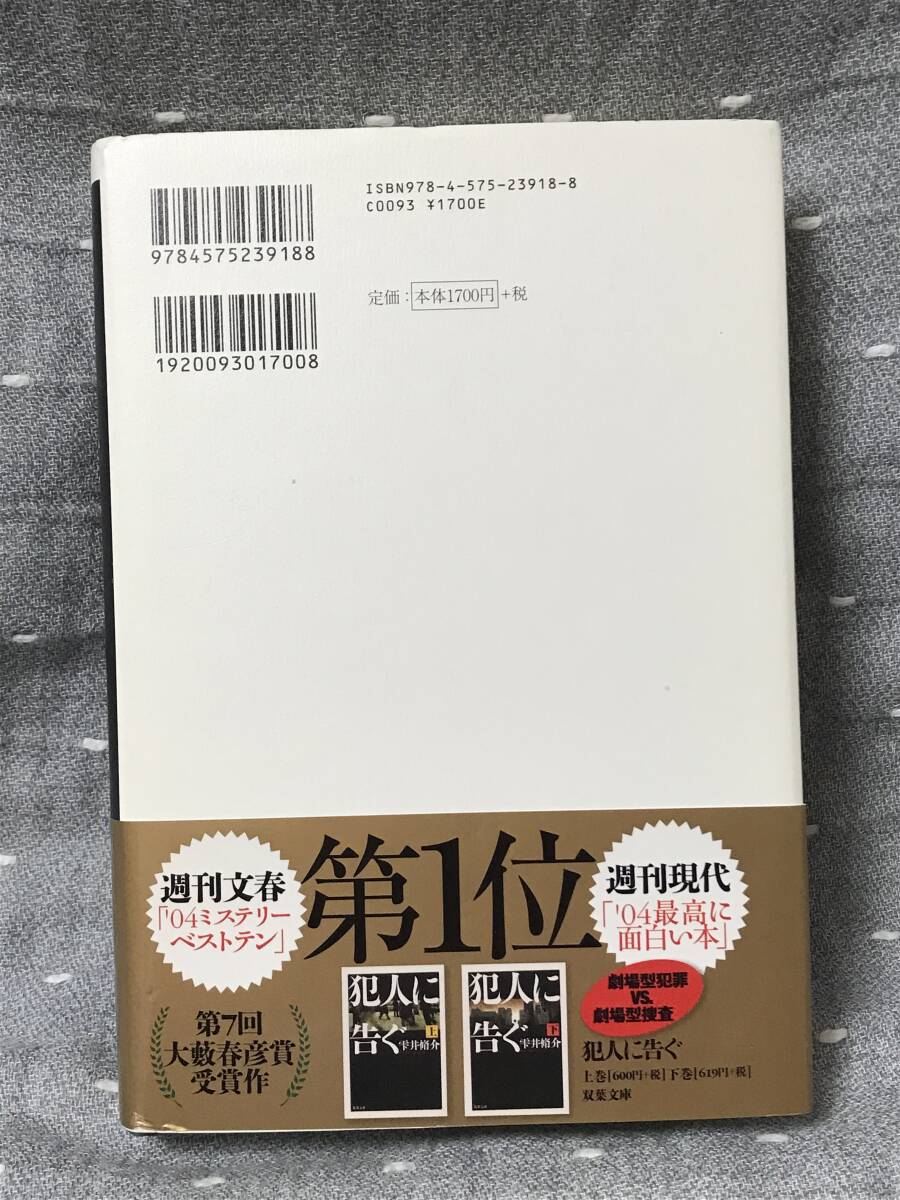 ISBN978-4-575-23918-8
C0093 ¥1700E
9784575239188
定価：本体1700円+税
1920093017008
週刊文春
「'04ミステリー
ベストテン」
第1位
週刊現代
「'04最高に
面白い本」
第7回
大藪春彦賞
受賞作
犯人に
告ぐ
上
雫井脩介
犯人に
告ぐ
下
雫井脩介
劇場型犯罪
VS.
劇場型捜査
犯人に告ぐ
上巻[600円+税]下巻[619円+税]
双葉文庫